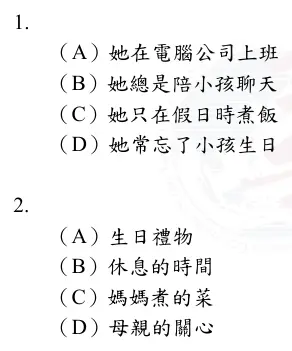 1.
（A）她在電腦公司上班
（B）她總是陪小孩聊天
（C）她只在假日時煮飯
（D）她常忘了小孩生日
2.
（A）生日禮物
（B）休息的時間
（C）媽媽煮的菜
（D）母親的關心